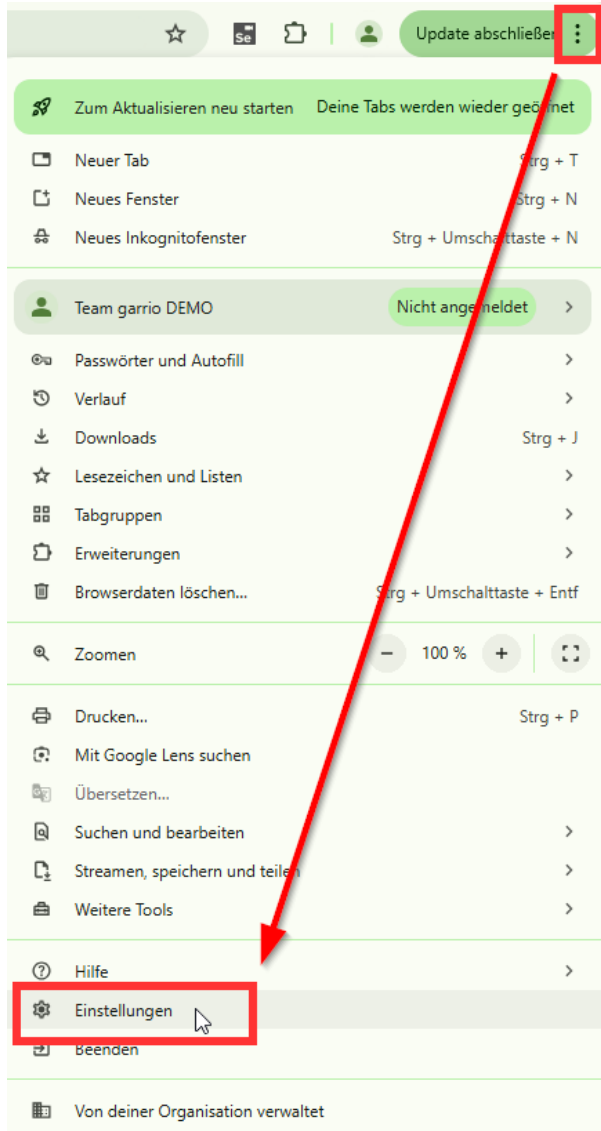 Se
Update abschließen
Zum Aktualisieren neu starten Deine Tabs werden wieder geöffnet
Neuer Tab Strg + T
Neues Fenster Strg + N
Neues Inkognitofenster Strg + Umschalttaste + N
Team garrio DEMO Nicht angemeldet
Passwörter und Autofill
Verlauf
Downloads Strg + J
Lesezeichen und Listen
Tabgruppen
Erweiterungen
Browserdaten löschen... Strg + Umschalttaste + Entf
Zoomen − 100 % +
Drucken... Strg + P
Mit Google Lens suchen
Übersetzen...
Suchen und bearbeiten
Streamen, speichern und teilen
Weitere Tools
Hilfe
Einstellungen
Beenden
Von deiner Organisation verwaltet